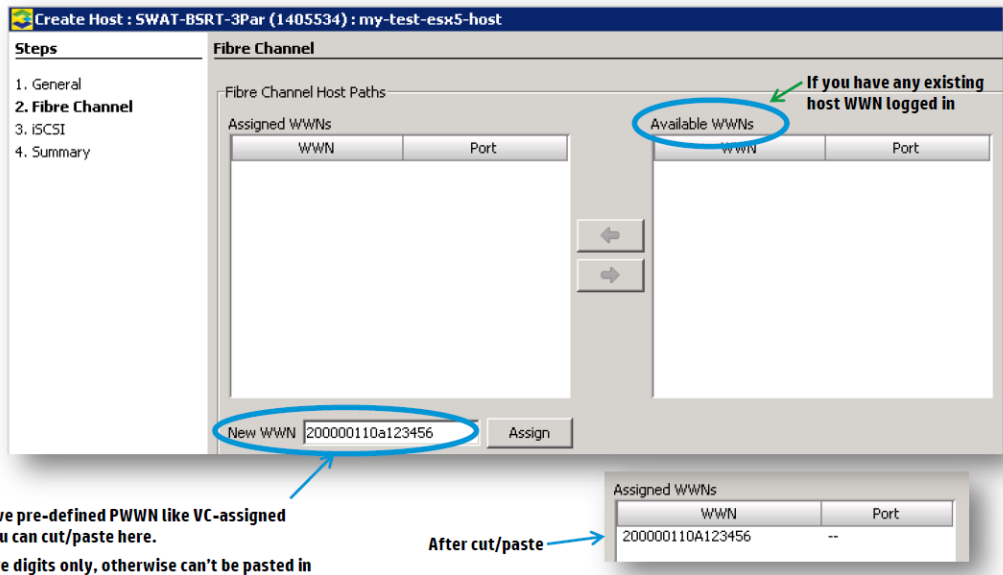 Create Host : SWAT-BSRT-3Par (1405534) : my-test-esx5-host
Steps
1. General
2. Fibre Channel
3. iSCSI
4. Summary
Fibre Channel
Fibre Channel Host Paths
If you have any existing
host WWN logged in
Assigned WWNs
WWN Port
Available WWNs
WWN Port
New WWN 200000110a123456 Assign
ve pre-defined PWWN like VC-assigned
u can cut/paste here.
e digits only, otherwise can't be pasted in
After cut/paste
Assigned WWNs
WWN Port
200000110A123456 --